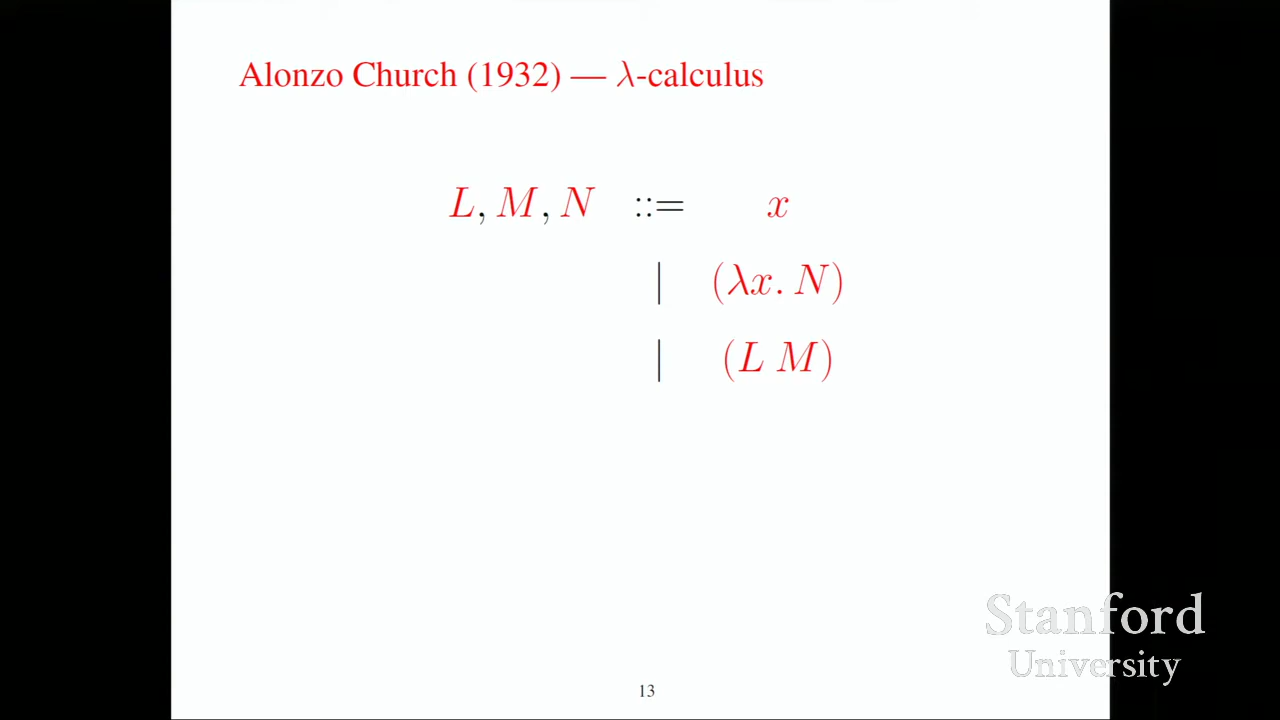 Alonzo Church (1932) — λ-calculus
L, M, N ::= x
| (λx. N)
| (L M)
Stanford
University
13